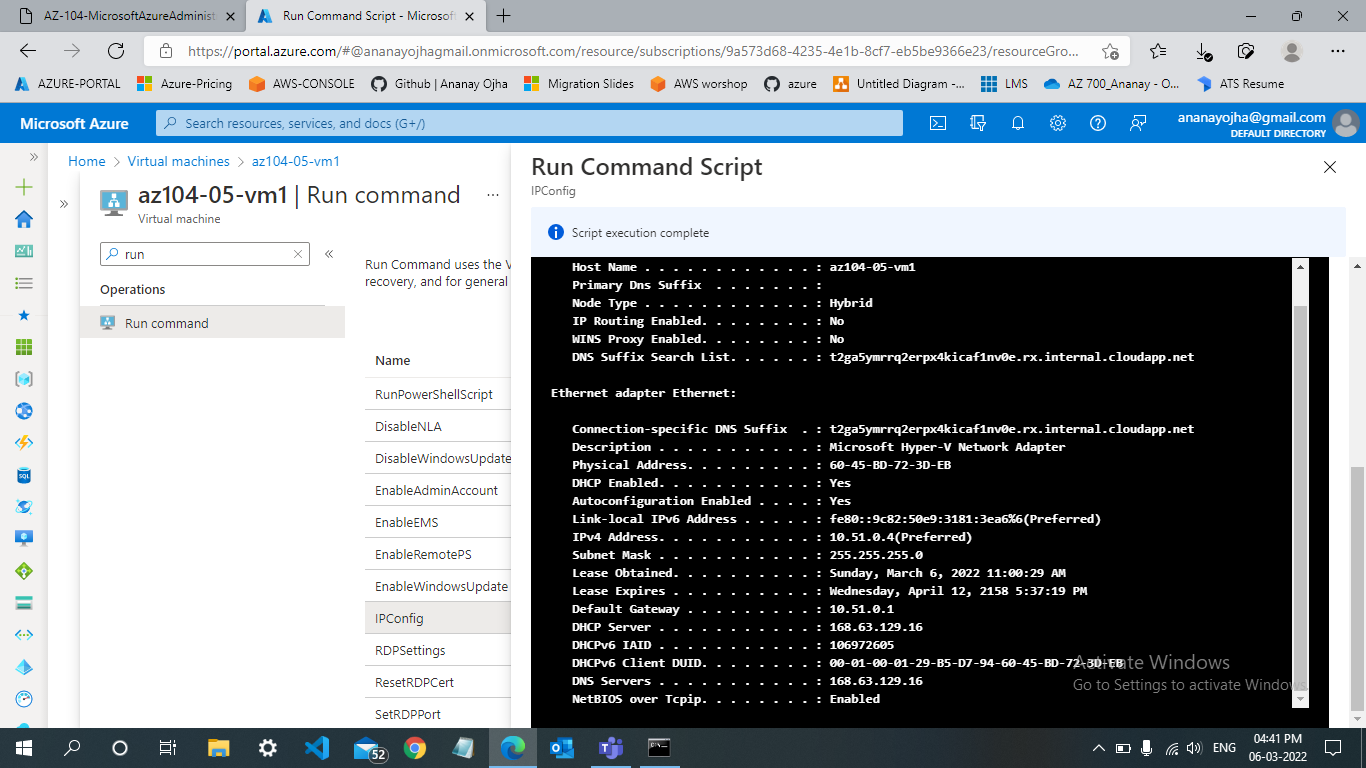 AZ-104-MicrosoftAzureAdminist
Run Command Script - Microsoft
https://portal.azure.com/#@ananayojhagmail.onmicrosoft.com/resource/subscriptions/9a573d68-4235-4e1b-8cf7-eb5be9366e23/resourceGro...
AZURE-PORTAL
Azure-Pricing
AWS-CONSOLE
Github | Ananay Ojha
Migration Slides
AWS worshop
azure
Untitled Diagram -...
LMS
AZ 700_Ananay - O...
ATS Resume
Microsoft Azure
Search resources, services, and docs (G+/)
ananayojha@gmail.com
DEFAULT DIRECTORY
Home > Virtual machines > az104-05-vm1
az104-05-vm1 | Run command ...
Virtual machine
run
Operations
Run command
Run Command uses the V
recovery, and for general
Name
RunPowerShellScript
DisableNLA
DisableWindowsUpdate
EnableAdminAccount
EnableEMS
EnableRemotePS
EnableWindowsUpdate
IPConfig
RDPSettings
ResetRDPCert
SetRDPPort
Run Command Script
IPConfig
Script execution complete
Host Name . . . . . . . . . . . . : az104-05-vm1
Primary Dns Suffix . . . . . . . :
Node Type . . . . . . . . . . . . : Hybrid
IP Routing Enabled. . . . . . . . : No
WINS Proxy Enabled. . . . . . . . : No
DNS Suffix Search List. . . . . . : t2ga5ymrrq2erpx4kicaf1nv0e.rx.internal.cloudapp.net
Ethernet adapter Ethernet:
Connection-specific DNS Suffix . : t2ga5ymrrq2erpx4kicaf1nv0e.rx.internal.cloudapp.net
Description . . . . . . . . . . . : Microsoft Hyper-V Network Adapter
Physical Address. . . . . . . . . : 60-45-BD-72-3D-EB
DHCP Enabled. . . . . . . . . . . : Yes
Autoconfiguration Enabled . . . . : Yes
Link-local IPv6 Address . . . . . : fe80::9c82:50e9:3181:3ea6%6(Preferred)
IPv4 Address. . . . . . . . . . . : 10.51.0.4(Preferred)
Subnet Mask . . . . . . . . . . . : 255.255.255.0
Lease Obtained. . . . . . . . . . : Sunday, March 6, 2022 11:00:29 AM
Lease Expires . . . . . . . . . . : Wednesday, April 12, 2158 5:37:19 PM
Default Gateway . . . . . . . . . : 10.51.0.1
DHCP Server . . . . . . . . . . . : 168.63.129.16
DHCPv6 IAID . . . . . . . . . . . : 106972605
DHCPv6 Client DUID. . . . . . . . : 00-01-00-01-29-B5-D7-94-60-45-BD-72-3D-EB
DNS Servers . . . . . . . . . . . : 168.63.129.16
NetBIOS over Tcpip. . . . . . . . : Enabled
Activate Windows
Go to Settings to activate Windows.
52
ENG
04:41 PM
06-03-2022